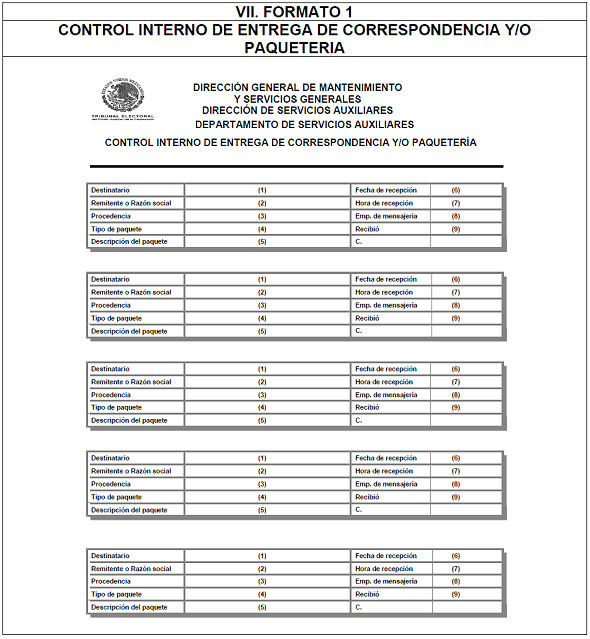 VII. FORMATO 1
CONTROL INTERNO DE ENTREGA DE CORRESPONDENCIA Y/O
PAQUETERIA
ESTADOS UNIDOS MEXICANOS
TRIBUNAL ELECTORAL
del Poder Judicial de la Federación
DIRECCIÓN GENERAL DE MANTENIMIENTO
Y SERVICIOS GENERALES
DIRECCIÓN DE SERVICIOS AUXILIARES
DEPARTAMENTO DE SERVICIOS AUXILIARES
CONTROL INTERNO DE ENTREGA DE CORRESPONDENCIA Y/O PAQUETERÍA
Destinatario (1) Fecha de recepción (6)
Remitente o Razón social (2) Hora de recepción (7)
Procedencia (3) Emp. de mensajería (8)
Tipo de paquete (4) Recibió (9)
Descripción del paquete (5) C.
Destinatario (1) Fecha de recepción (6)
Remitente o Razón social (2) Hora de recepción (7)
Procedencia (3) Emp. de mensajería (8)
Tipo de paquete (4) Recibió (9)
Descripción del paquete (5) C.
Destinatario (1) Fecha de recepción (6)
Remitente o Razón social (2) Hora de recepción (7)
Procedencia (3) Emp. de mensajería (8)
Tipo de paquete (4) Recibió (9)
Descripción del paquete (5) C.
Destinatario (1) Fecha de recepción (6)
Remitente o Razón social (2) Hora de recepción (7)
Procedencia (3) Emp. de mensajería (8)
Tipo de paquete (4) Recibió (9)
Descripción del paquete (5) C.
Destinatario (1) Fecha de recepción (6)
Remitente o Razón social (2) Hora de recepción (7)
Procedencia (3) Emp. de mensajería (8)
Tipo de paquete (4) Recibió (9)
Descripción del paquete (5) C.